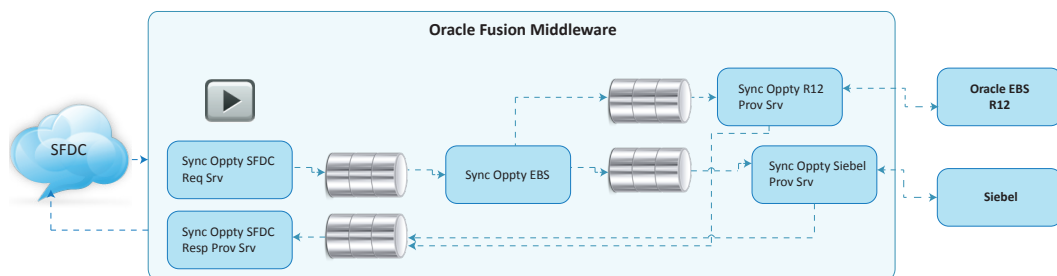 Oracle Fusion Middleware
SFDC
Sync Oppty SFDC
Req Srv
Sync Oppty EBS
Sync Oppty R12
Prov Srv
Oracle EBS
R12
Sync Oppty Siebel
Prov Srv
Siebel
Sync Oppty SFDC
Resp Prov Srv